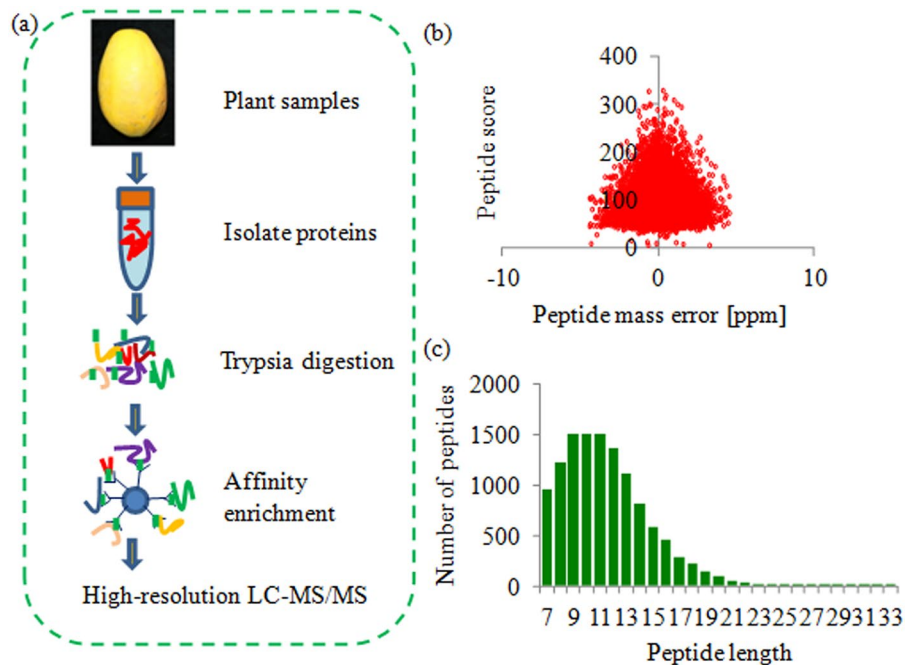 (a)
Plant samples
Isolate proteins
Trypsia digestion
Affinity
enrichment
High-resolution LC-MS/MS
(b)
Peptide score
400
300
200
100
0
-10 0 10
Peptide mass error [ppm]
(c)
Number of peptides
2000
1500
1000
500
0
7 9 11 13 15 17 19 21 23 25 27 29 31 33
Peptide length